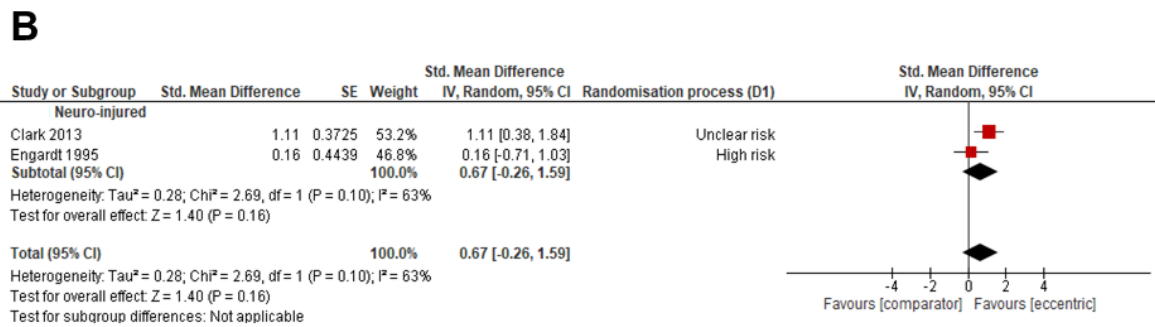 B
Std. Mean Difference Std. Mean Difference
Study or Subgroup Std. Mean Difference SE Weight IV, Random, 95% CI Randomisation process (D1) IV, Random, 95% CI
Neuro-injured
Clark 2013 1.11 0.3725 53.2% 1.11 [0.38, 1.84] Unclear risk
Engardt 1995 0.16 0.4439 46.8% 0.16 [-0.71, 1.03] High risk
Subtotal (95% CI) 100.0% 0.67 [-0.26, 1.59]
Heterogeneity: Tau² = 0.28; Chi² = 2.69, df = 1 (P = 0.10); I² = 63%
Test for overall effect: Z = 1.40 (P = 0.16)
Total (95% CI) 100.0% 0.67 [-0.26, 1.59]
Heterogeneity: Tau² = 0.28; Chi² = 2.69, df = 1 (P = 0.10); I² = 63%
Test for overall effect: Z = 1.40 (P = 0.16)
Test for subgroup differences: Not applicable
-4 -2 0 2 4
Favours [comparator] Favours [eccentric]